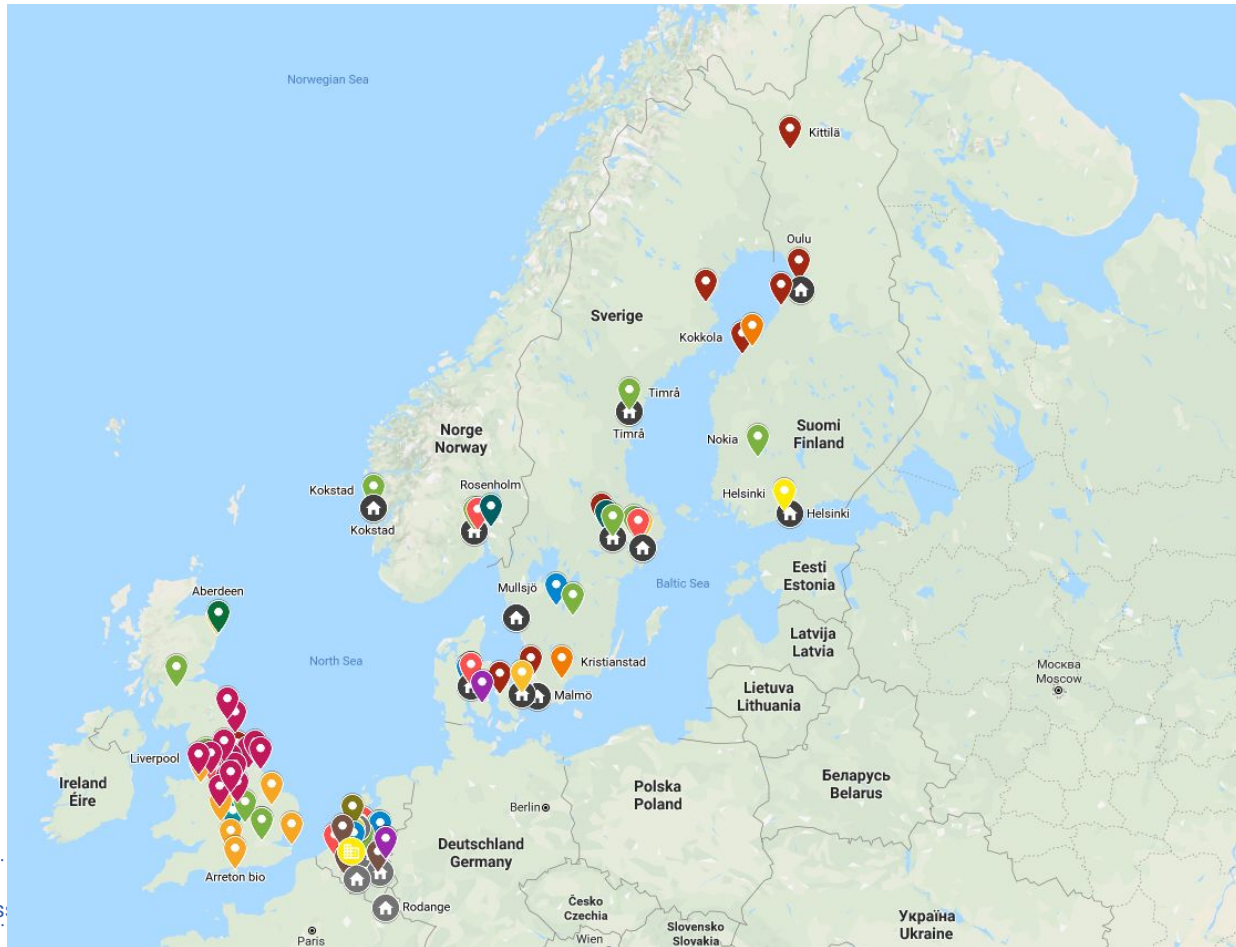 Norwegian Sea
Kittilä
Oulu
Sverige
Kokkola
Timrå
Timrå
Norge
Norway
Nokia
Suomi
Finland
Kokstad
Kokstad
Rosenholm
Helsinki
Helsinki
Eesti
Estonia
Mullsjö
Baltic Sea
Aberdeen
Latvija
Latvia
North Sea
Kristianstad
Москва
Moscow
Malmö
Lietuva
Lithuania
Liverpool
Ireland
Éire
Беларусь
Belarus
Polska
Poland
Berlin
Deutschland
Germany
Arreton bio
Rodange
Česko
Czechia
Україна
Ukraine
Paris
Wien
Slovensko
Slovakia